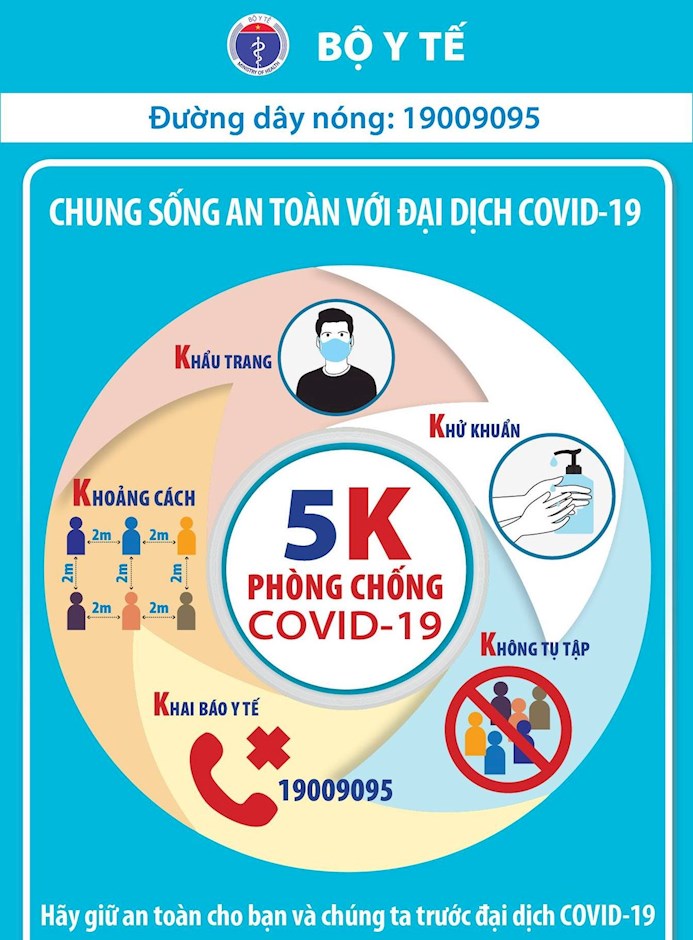 BỘ Y TẾ
MINISTRY OF HEALTH
BỘ Y TẾ
Đường dây nóng: 19009095
CHUNG SỐNG AN TOÀN VỚI ĐẠI DỊCH COVID-19
KHẨU TRANG
KHỬ KHUẨN
KHOẢNG CÁCH
2m 2m
2m 2m 2m
2m 2m
5K
PHÒNG CHỐNG
COVID-19
KHÔNG TỤ TẬP
KHAI BÁO Y TẾ
19009095
Hãy giữ an toàn cho bạn và chúng ta trước đại dịch COVID-19